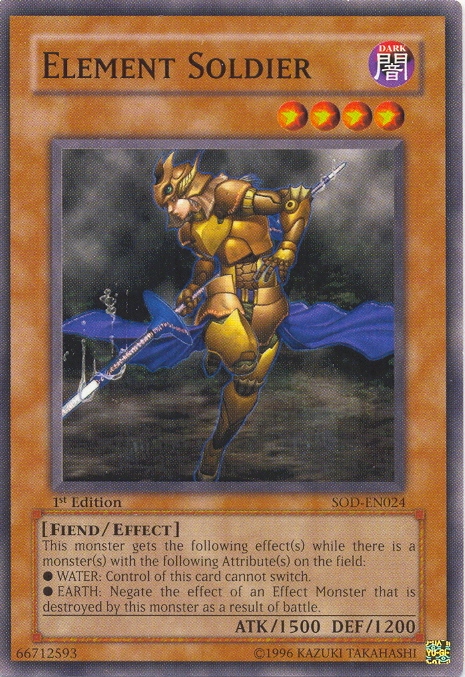 ELEMENT SOLDIER
DARK
闇
1st Edition
SOD-EN024
[FIEND/EFFECT]
This monster gets the following effect(s) while there is a
monster(s) with the following Attribute(s) on the field:
● WATER: Control of this card cannot switch.
● EARTH: Negate the effect of an Effect Monster that is
destroyed by this monster as a result of battle.
ATK/1500 DEF/1200
66712593
©1996 KAZUKI TAKAHASHI